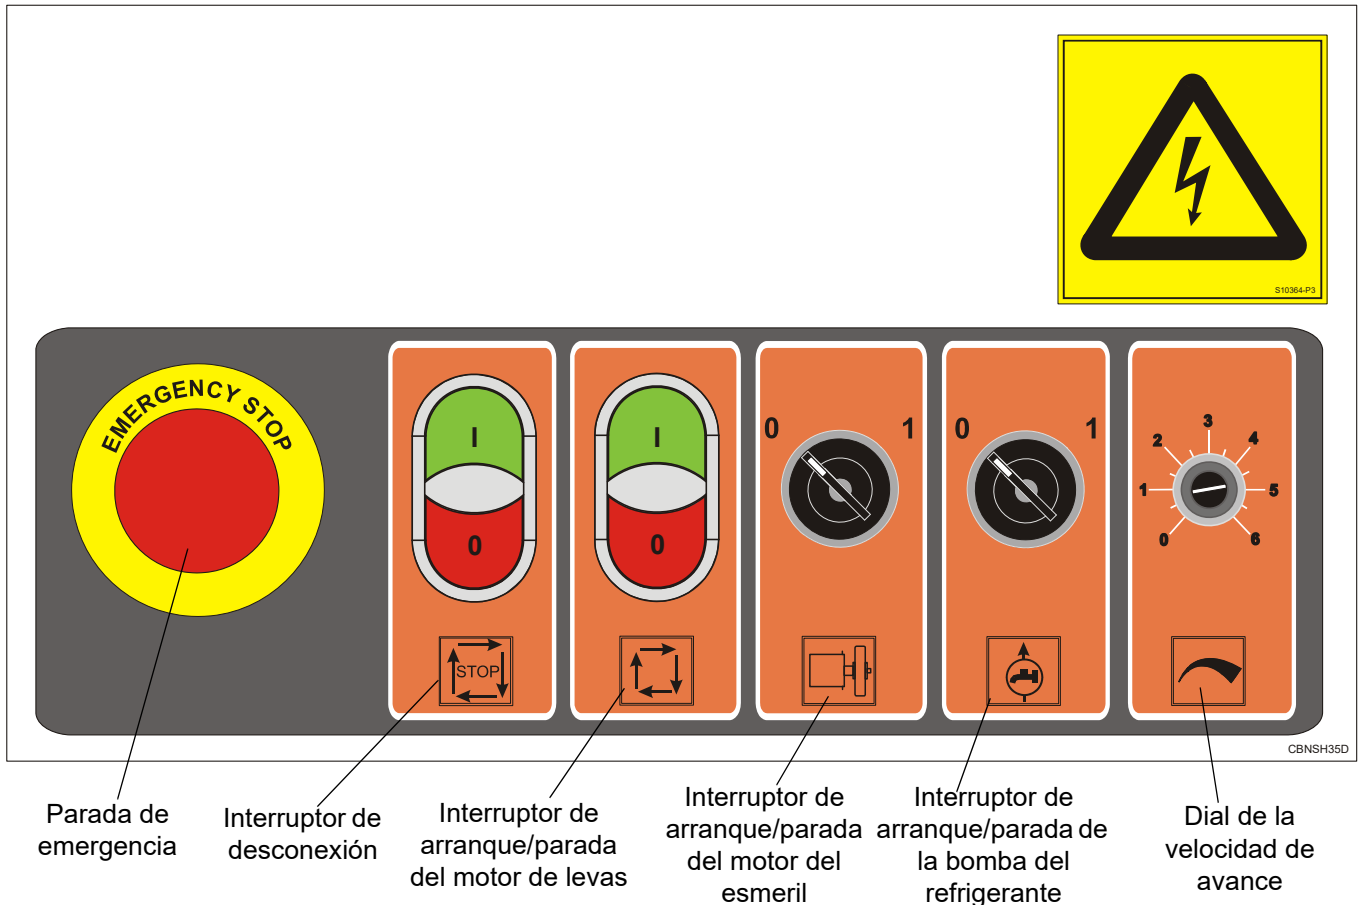 S10364-P3
EMERGENCY STOP
I
0
STOP
I
0
0 1
0 1
0 1 2 3 4 5 6
CBNSH35D
Parada de
emergencia
Interruptor de
desconexión
Interruptor de
arranque/parada
del motor de levas
Interruptor de
arranque/parada
del motor del
esmeril
Interruptor de
arranque/parada de
la bomba del
refrigerante
Dial de la
velocidad de
avance